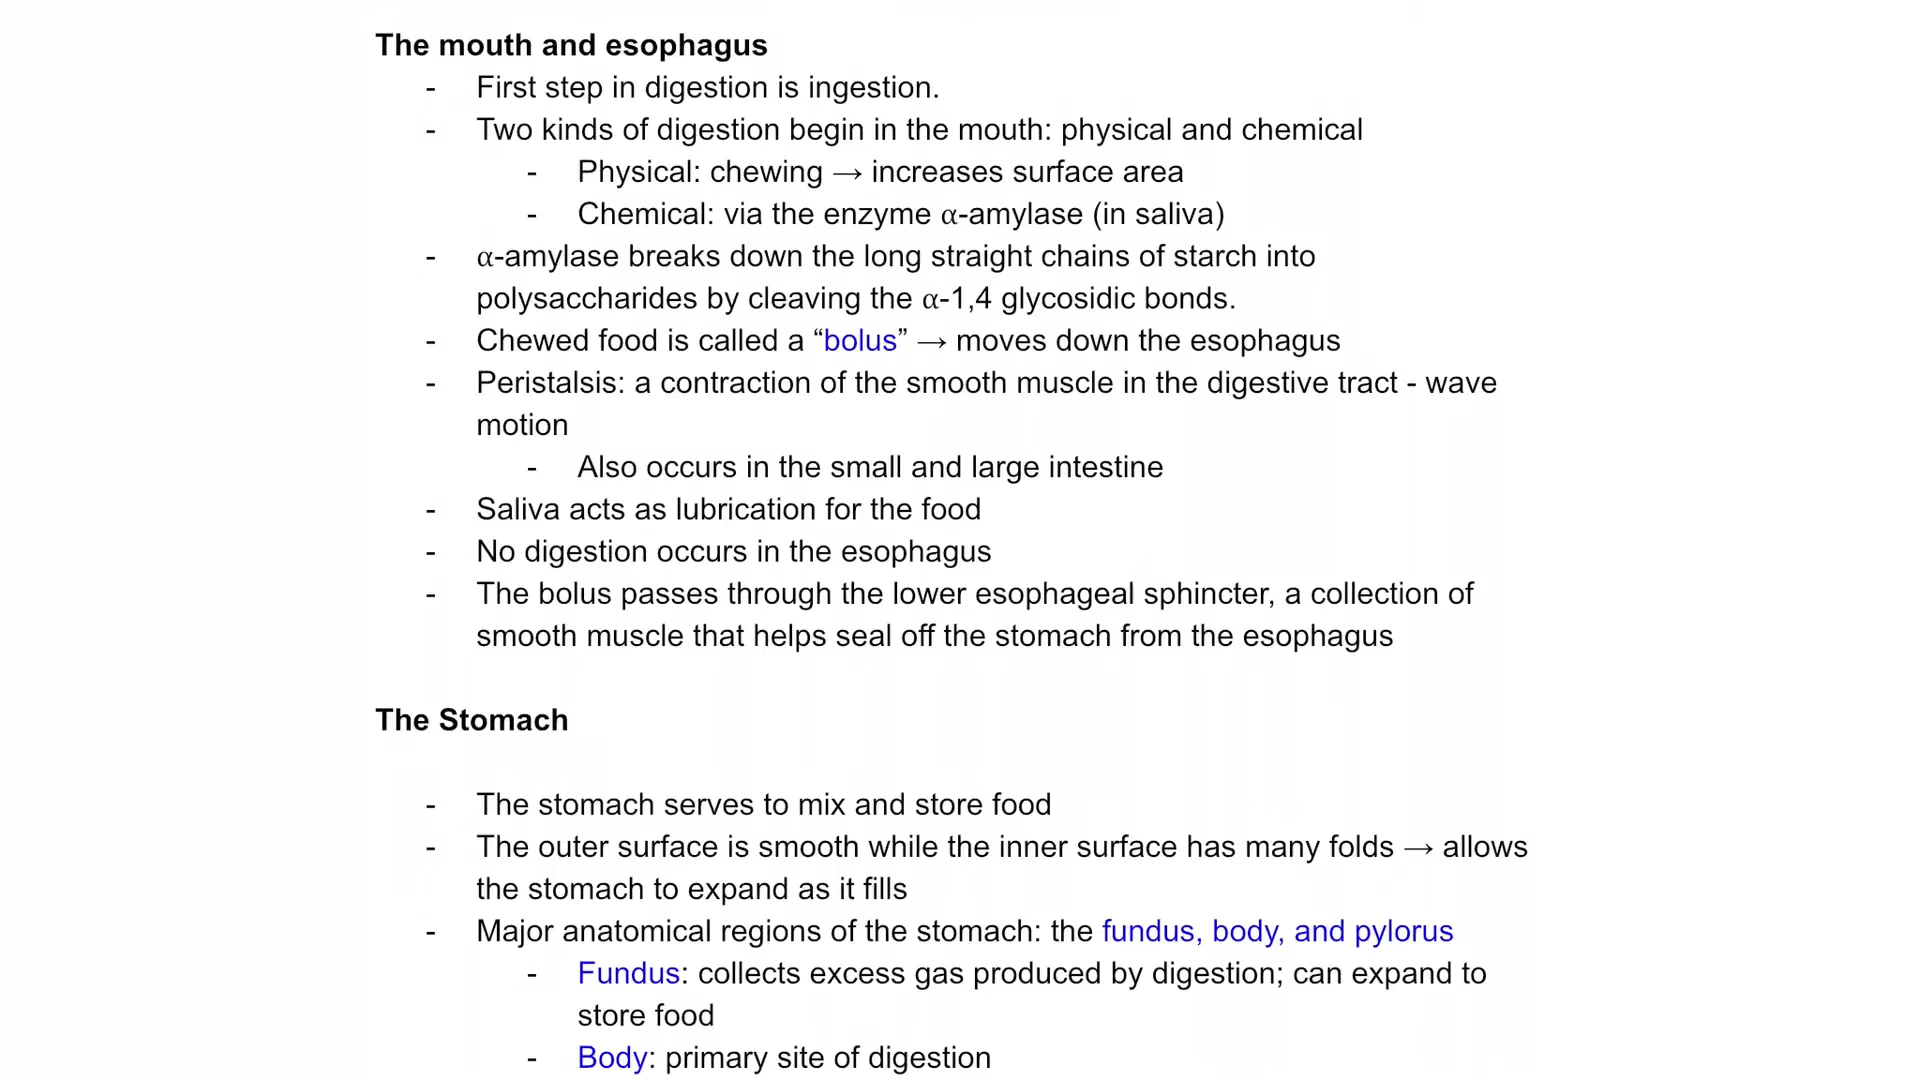 The mouth and esophagus
- First step in digestion is ingestion.
- Two kinds of digestion begin in the mouth: physical and chemical
- Physical: chewing → increases surface area
- Chemical: via the enzyme α-amylase (in saliva)
- α-amylase breaks down the long straight chains of starch into
polysaccharides by cleaving the α-1,4 glycosidic bonds.
- Chewed food is called a “bolus” → moves down the esophagus
- Peristalsis: a contraction of the smooth muscle in the digestive tract - wave
motion
- Also occurs in the small and large intestine
- Saliva acts as lubrication for the food
- No digestion occurs in the esophagus
- The bolus passes through the lower esophageal sphincter, a collection of
smooth muscle that helps seal off the stomach from the esophagus
The Stomach
- The stomach serves to mix and store food
- The outer surface is smooth while the inner surface has many folds → allows
the stomach to expand as it fills
- Major anatomical regions of the stomach: the fundus, body, and pylorus
- Fundus: collects excess gas produced by digestion; can expand to
store food
- Body: primary site of digestion